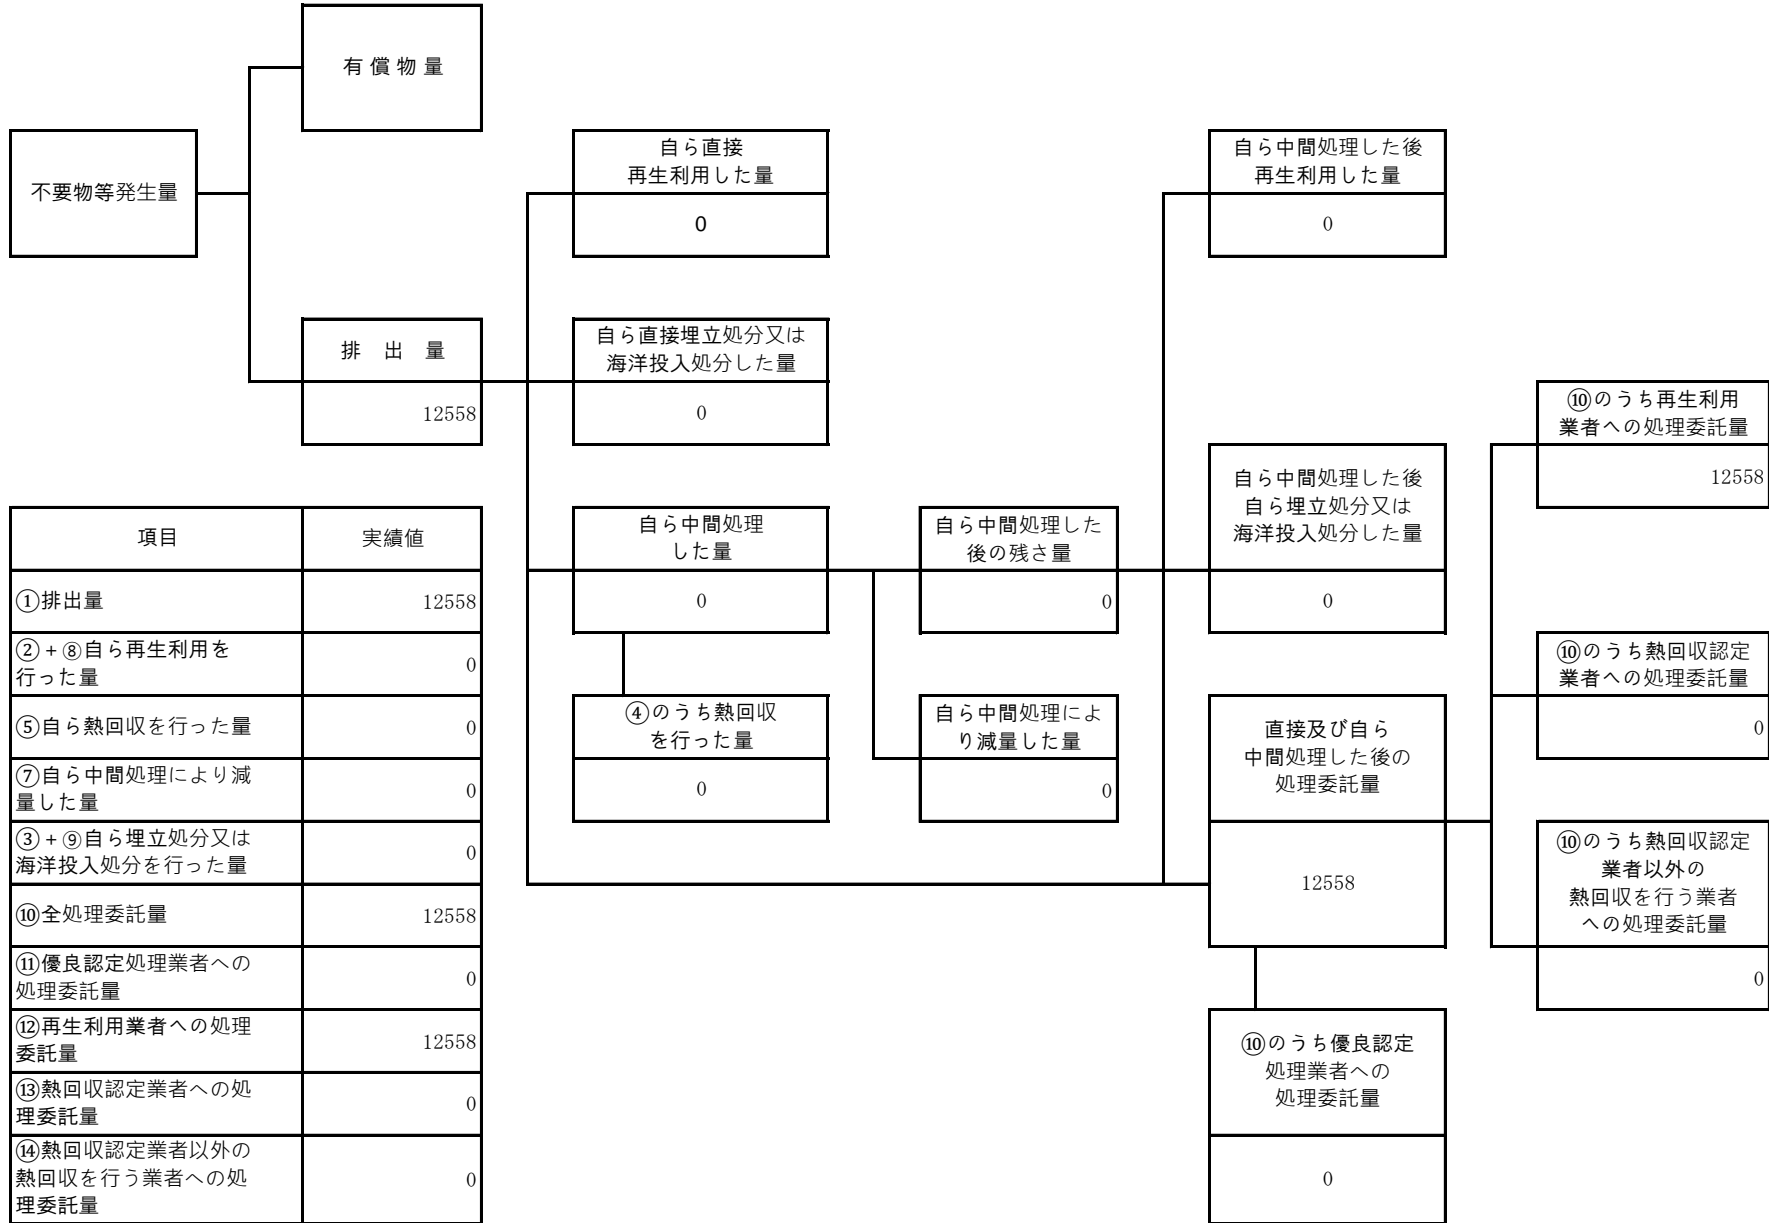 有 償 物 量
不要物等発生量
自ら直接
再生利用した量
0
自ら中間処理した後
再生利用した量
0
排 出 量
12558
自ら直接埋立処分又は
海洋投入処分した量
0
⑩のうち再生利用
業者への処理委託量
12558
自ら中間処理
した量
0
自ら中間処理した
後の残さ量
0
自ら中間処理した後
自ら埋立処分又は
海洋投入処分した量
0
⑩のうち熱回収認定
業者への処理委託量
0
④のうち熱回収
を行った量
0
自ら中間処理によ
り減量した量
0
直接及び自ら
中間処理した後の
処理委託量
12558
⑩のうち熱回収認定
業者以外の
熱回収を行う業者
への処理委託量
0
⑩のうち優良認定
処理業者への
処理委託量
0
項目 実績値
①排出量 12558
②+⑧自ら再生利用を
行った量 0
⑤自ら熱回収を行った量 0
⑦自ら中間処理により減
量した量 0
③+⑨自ら埋立処分又は
海洋投入処分を行った量 0
⑩全処理委託量 12558
⑪優良認定処理業者への
処理委託量 0
⑫再生利用業者への処理
委託量 12558
⑬熱回収認定業者への処
理委託量 0
⑭熱回収認定業者以外の
熱回収を行う業者への処
理委託量 0